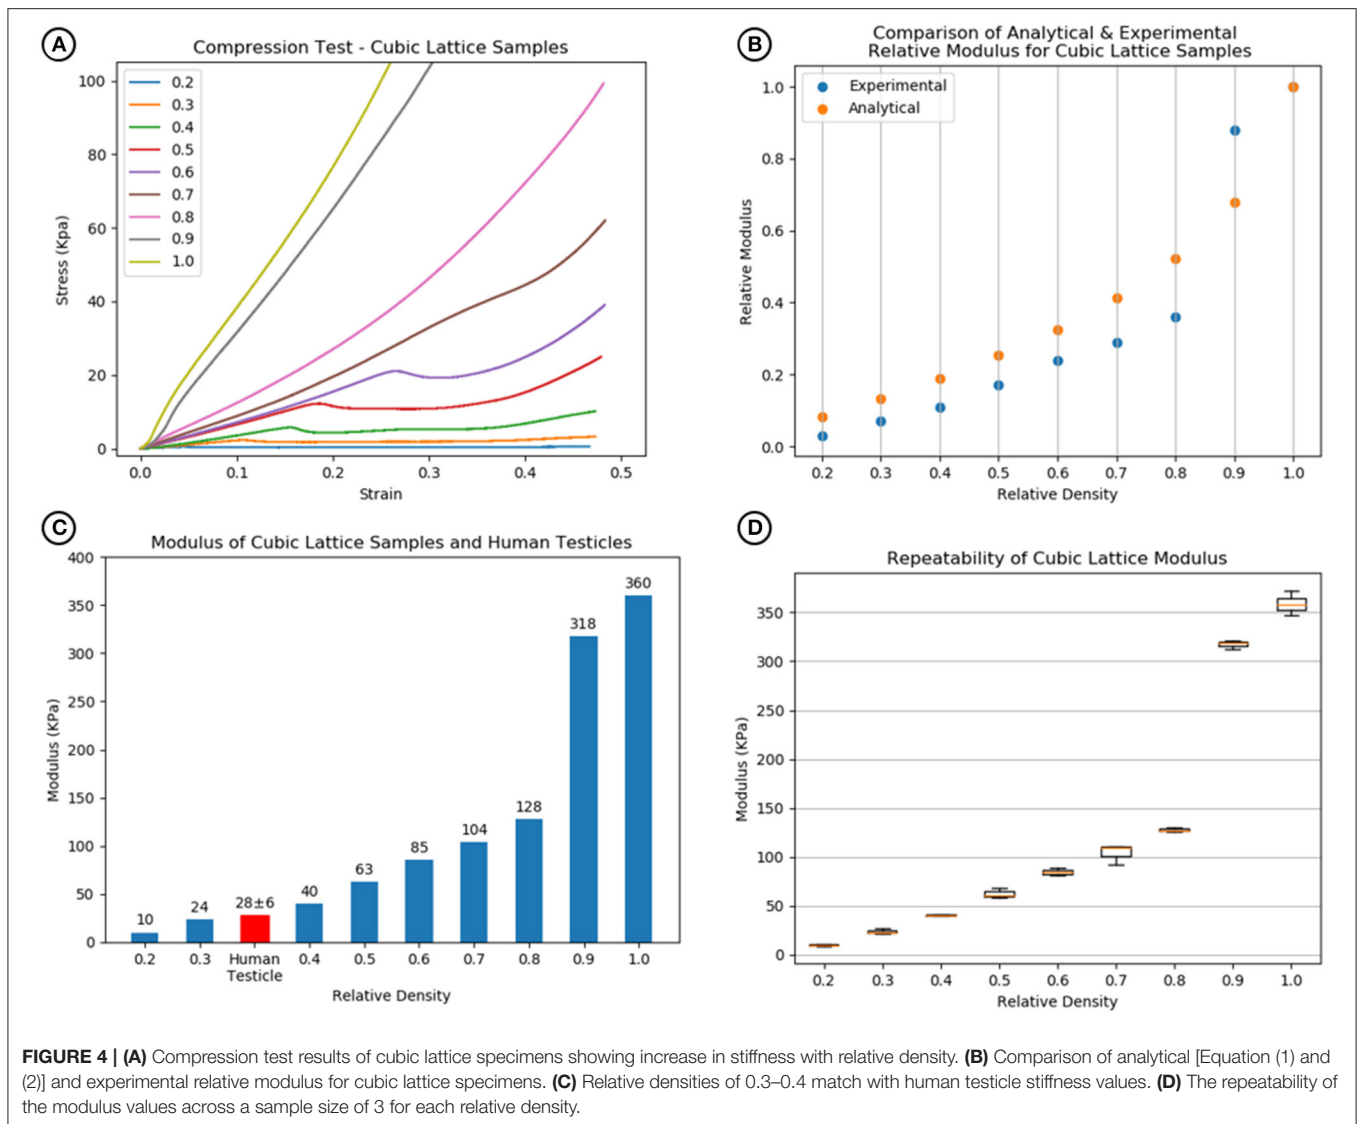 A
Compression Test - Cubic Lattice Samples
100
80
60
40
20
0
Stress (Kpa)
0.2
0.3
0.4
0.5
0.6
0.7
0.8
0.9
1.0
0.0 0.1 0.2 0.3 0.4 0.5
Strain
B
Comparison of Analytical & Experimental
Relative Modulus for Cubic Lattice Samples
1.0
0.8
0.6
0.4
0.2
0.0
Relative Modulus
Experimental
Analytical
0.2 0.3 0.4 0.5 0.6 0.7 0.8 0.9 1.0
Relative Density
C
Modulus of Cubic Lattice Samples and Human Testicles
400
350
300
250
200
150
100
50
0
Modulus (KPa)
10 24 28±6 40 63 85 104 128 318 360
0.2 0.3 Human 0.4 0.5 0.6 0.7 0.8 0.9 1.0
Testicle
Relative Density
D
Repeatability of Cubic Lattice Modulus
350
300
250
200
150
100
50
0
Modulus (KPa)
0.2 0.3 0.4 0.5 0.6 0.7 0.8 0.9 1.0
Relative Density
FIGURE 4 | (A) Compression test results of cubic lattice specimens showing increase in stiffness with relative density. (B) Comparison of analytical [Equation (1) and
(2)] and experimental relative modulus for cubic lattice specimens. (C) Relative densities of 0.3–0.4 match with human testicle stiffness values. (D) The repeatability of
the modulus values across a sample size of 3 for each relative density.